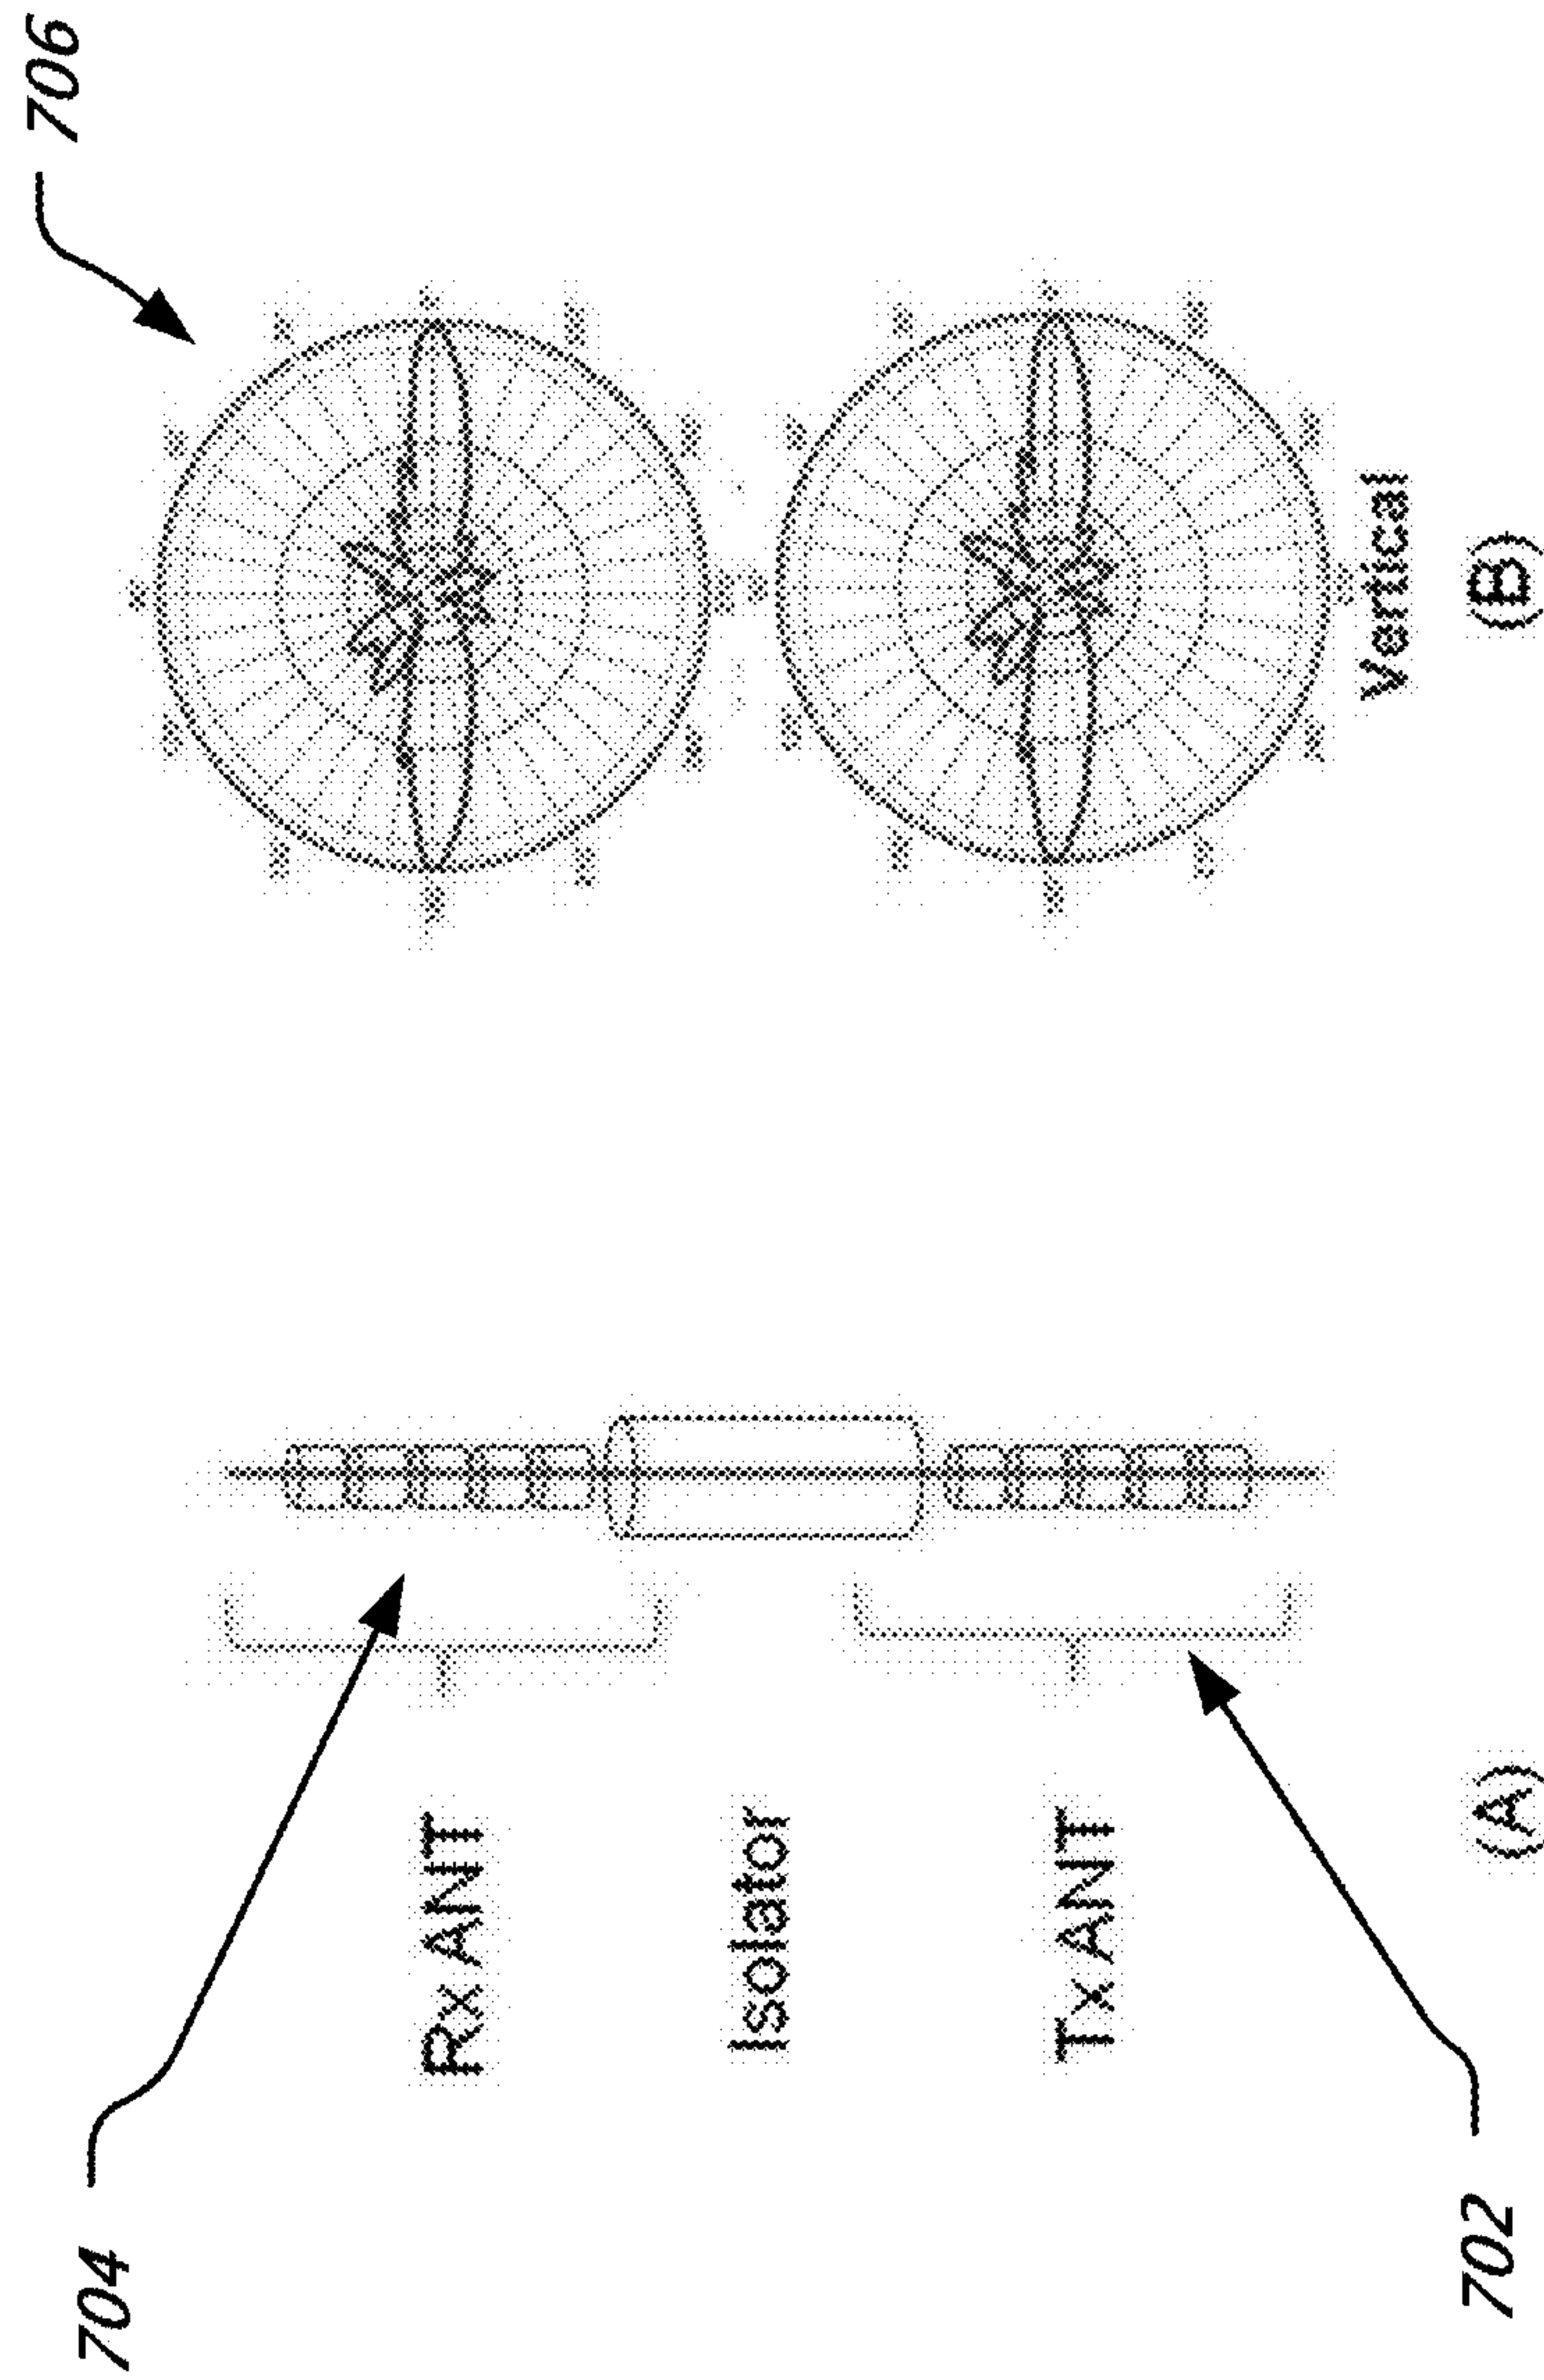 704
Rx ANT
Isolator
Tx ANT
702
(A)
706
Vertical
(B)